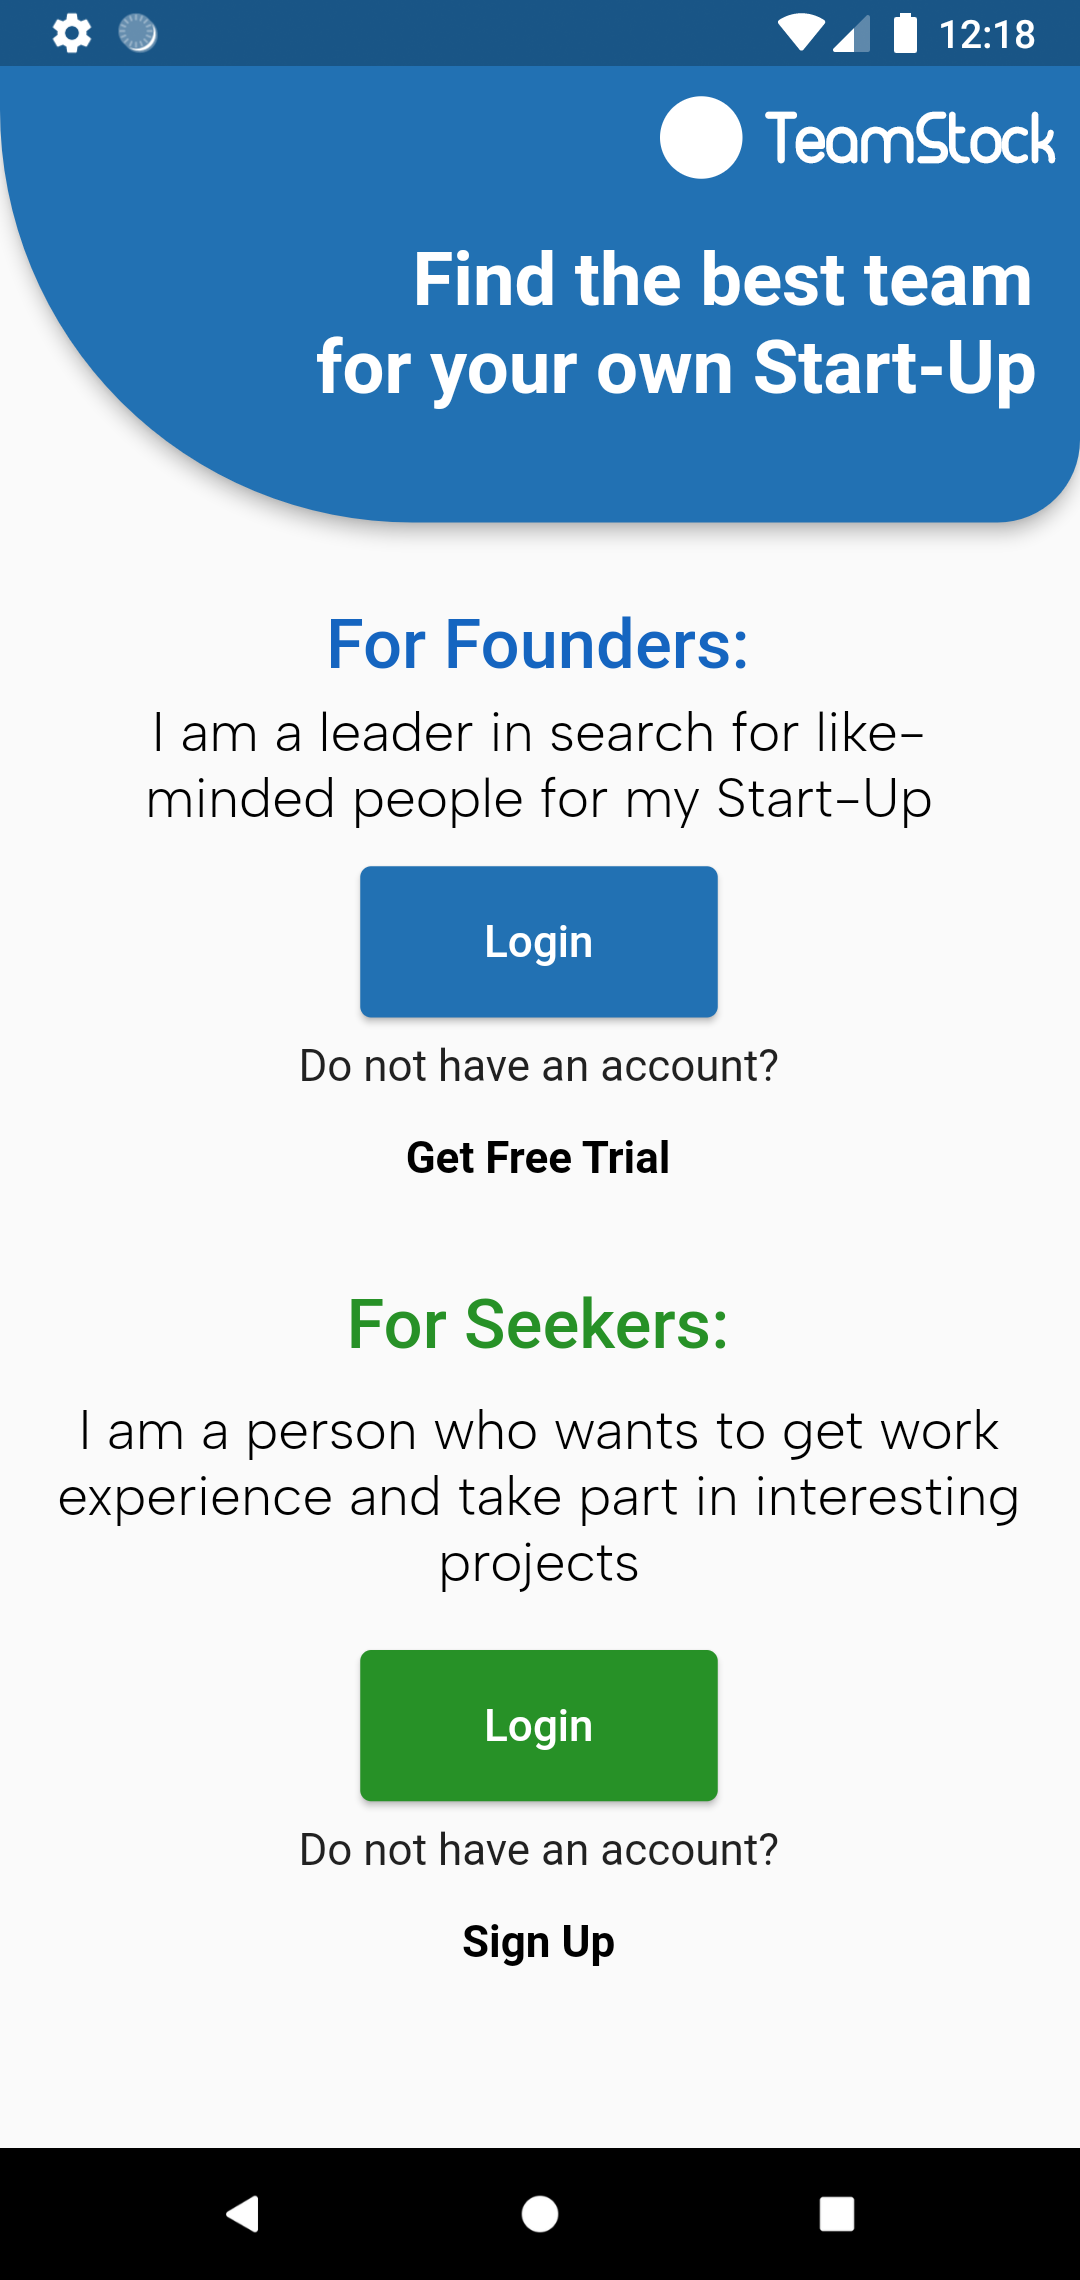 12:18
TeamStock
Find the best team
for your own Start-Up
For Founders:
I am a leader in search for like-
minded people for my Start-Up
Login
Do not have an account?
Get Free Trial
For Seekers:
I am a person who wants to get work
experience and take part in interesting
projects
Login
Do not have an account?
Sign Up